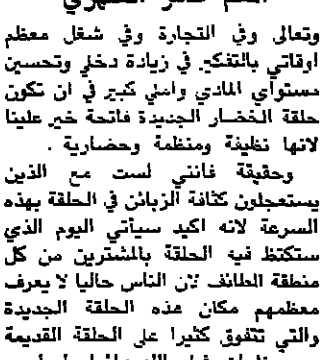 وتعالى وفي التجارة وفي شغل معظم
اوقاتي بالتفكير في زيادة دخلي وتحسين
مستواي المادي واملي كبير في ان تكون
حلقة الخضار الجديدة فاتحة خير علينا
لانها نظيفة ومنظمة وحضارية .
وحقيقة فانني لست مع الذين
يستعجلون كثافة الزبائن في الحلقة بهذه
السرعة لانه اكيد سيأتي اليوم الذي
ستكتظ فيه الحلقة بالمشترين من كل
منطقة الطائف لان الناس حاليا لا يعرف
معظمهم مكان هذه الحلقة الجديدة
والتي تتفوق كثيرا على الحلقة القديمة